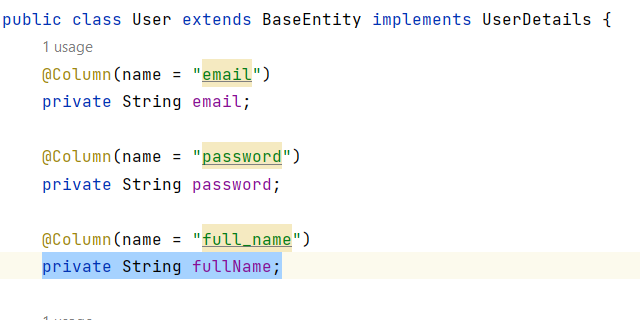 public class User extends BaseEntity implements UserDetails {
1 usage
@Column(name = "email")
private String email;
@Column(name = "password")
private String password;
@Column(name = "full_name")
private String fullName;